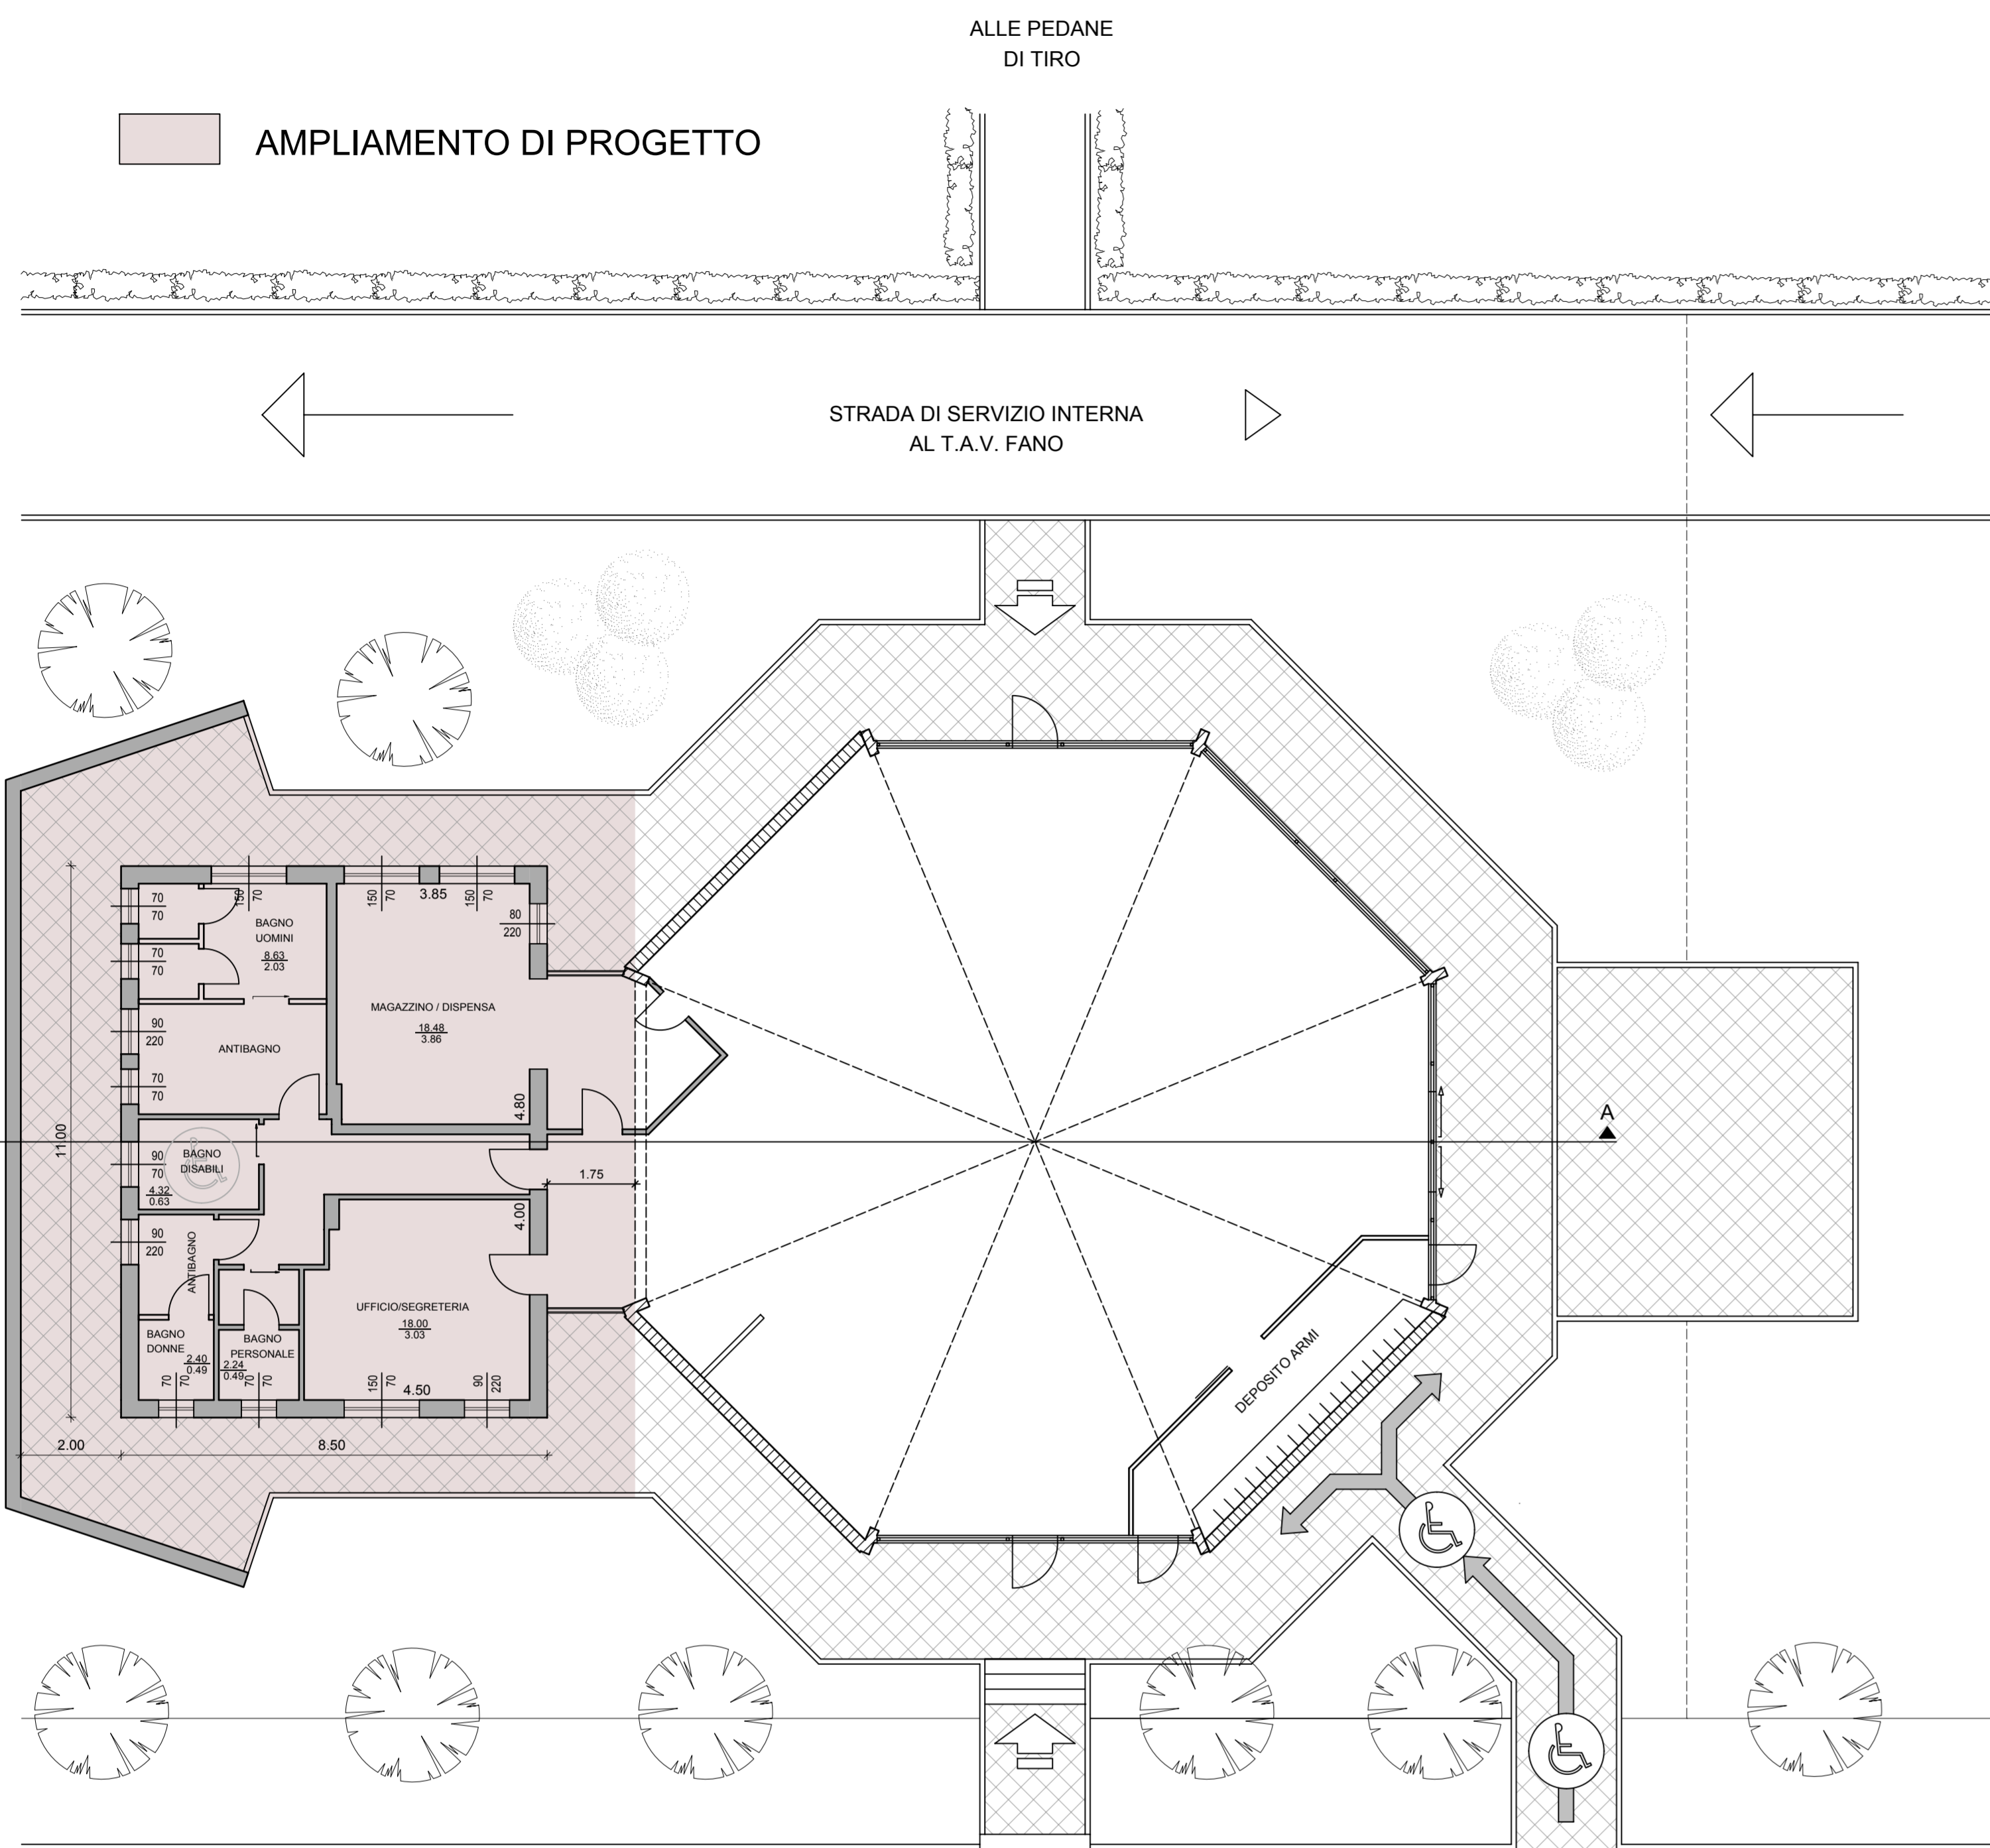 ALLE PEDANE
DI TIRO
AMPLIAMENTO DI PROGETTO
STRADA DI SERVIZIO INTERNA
AL T.A.V. FANO
150
70
150
70
3.85
150
70
70
70
BAGNO
UOMINI
8.63
2.03
80
220
70
70
MAGAZZINO / DISPENSA
18.48
3.86
90
220
ANTIBAGNO
70
70
4.80
11.00
BAGNO
DISABILI
90
70
4.32
0.63
1.75
A
4.00
90
220
ANTIBAGNO
UFFICIO/SEGRETERIA
18.00
3.03
BAGNO
DONNE
2.40
0.49
BAGNO
PERSONALE
2.24
0.49
70
70
70
70
150
70
4.50
90
220
DEPOSITO ARMI
2.00
8.50